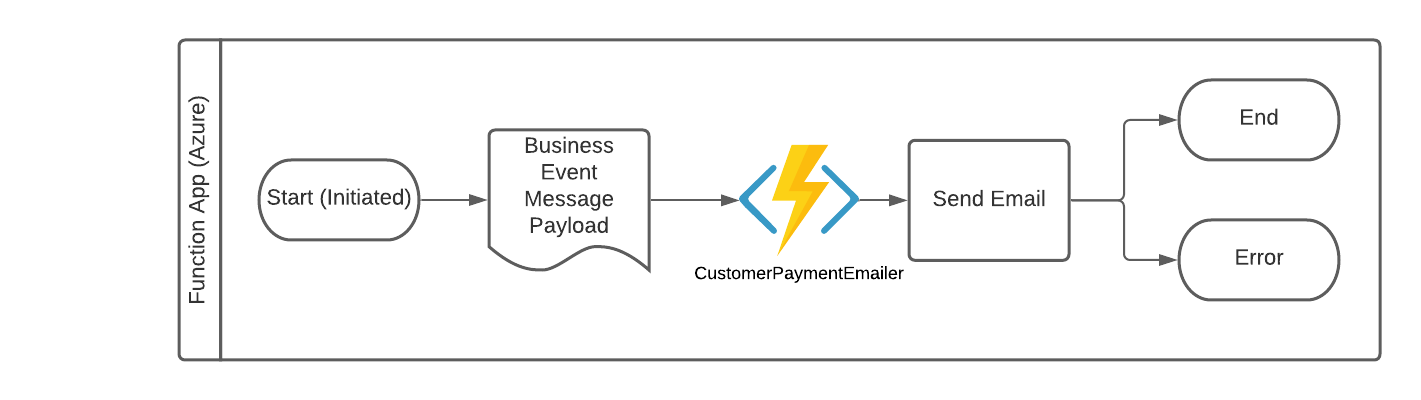 Function App (Azure)
Start (Initiated)
Business
Event
Message
Payload
CustomerPaymentEmailer
Send Email
End
Error